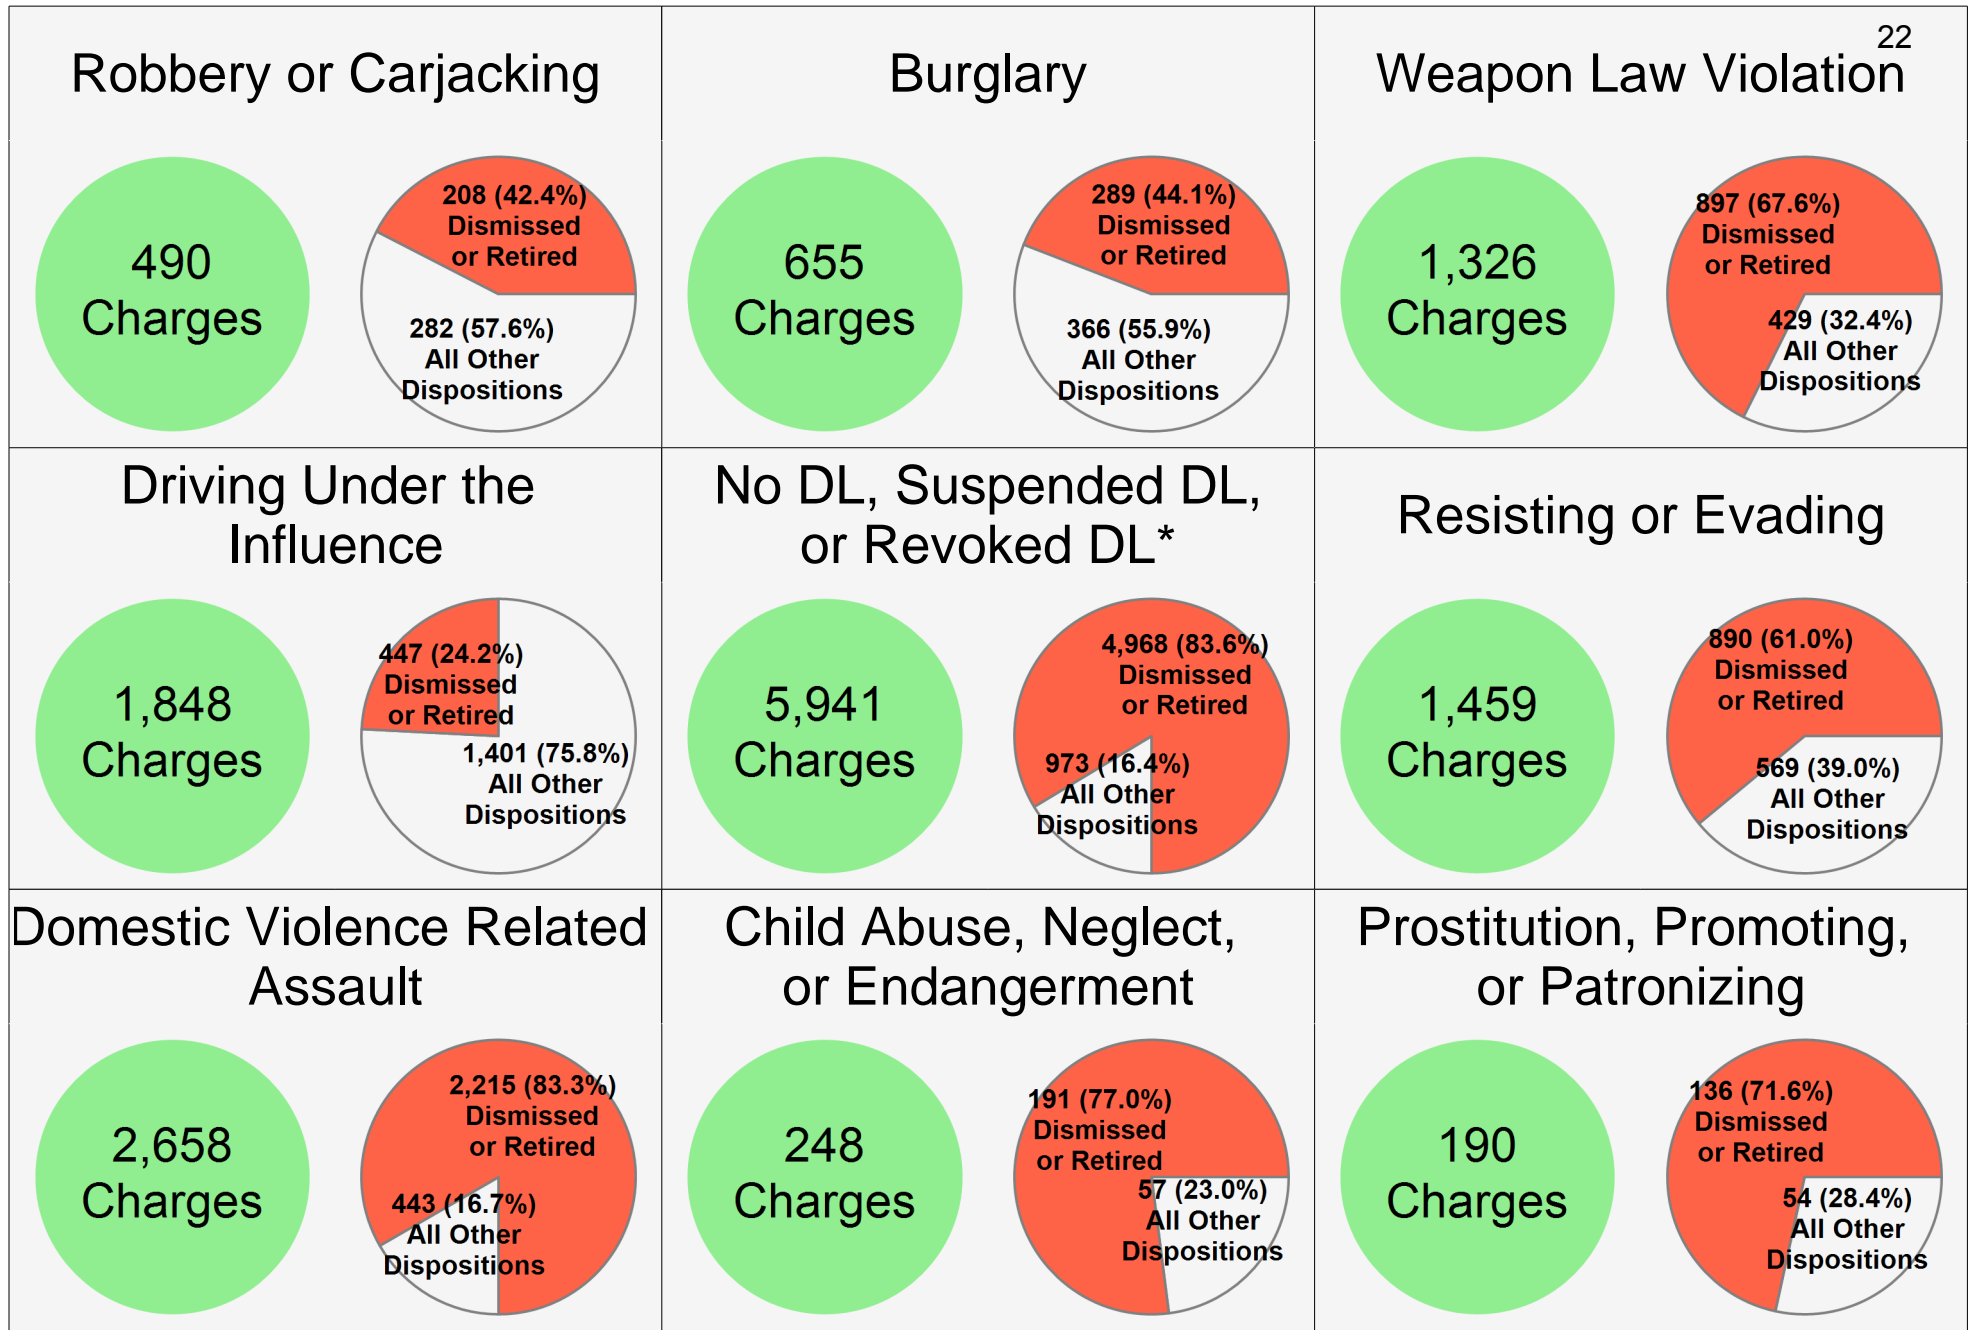 22
Robbery or Carjacking
490
Charges
208 (42.4%)
Dismissed
or Retired
282 (57.6%)
All Other
Dispositions
Burglary
655
Charges
289 (44.1%)
Dismissed
or Retired
366 (55.9%)
All Other
Dispositions
Weapon Law Violation
1,326
Charges
897 (67.6%)
Dismissed
or Retired
429 (32.4%)
All Other
Dispositions
Driving Under the
Influence
1,848
Charges
447 (24.2%)
Dismissed
or Retired
1,401 (75.8%)
All Other
Dispositions
No DL, Suspended DL,
or Revoked DL*
5,941
Charges
4,968 (83.6%)
Dismissed
or Retired
973 (16.4%)
All Other
Dispositions
Resisting or Evading
1,459
Charges
890 (61.0%)
Dismissed
or Retired
569 (39.0%)
All Other
Dispositions
Domestic Violence Related
Assault
2,658
Charges
2,215 (83.3%)
Dismissed
or Retired
443 (16.7%)
All Other
Dispositions
Child Abuse, Neglect,
or Endangerment
248
Charges
191 (77.0%)
Dismissed
or Retired
57 (23.0%)
All Other
Dispositions
Prostitution, Promoting,
or Patronizing
190
Charges
136 (71.6%)
Dismissed
or Retired
54 (28.4%)
All Other
Dispositions